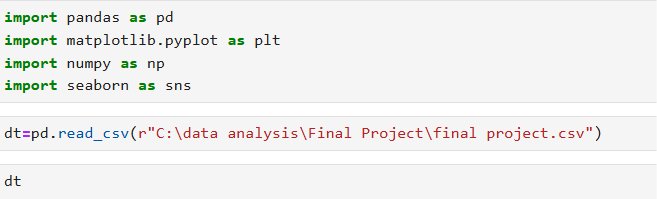 import pandas as pd
import matplotlib.pyplot as plt
import numpy as np
import seaborn as sns
dt=pd.read_csv(r"C:\data analysis\Final Project\final project.csv")
dt